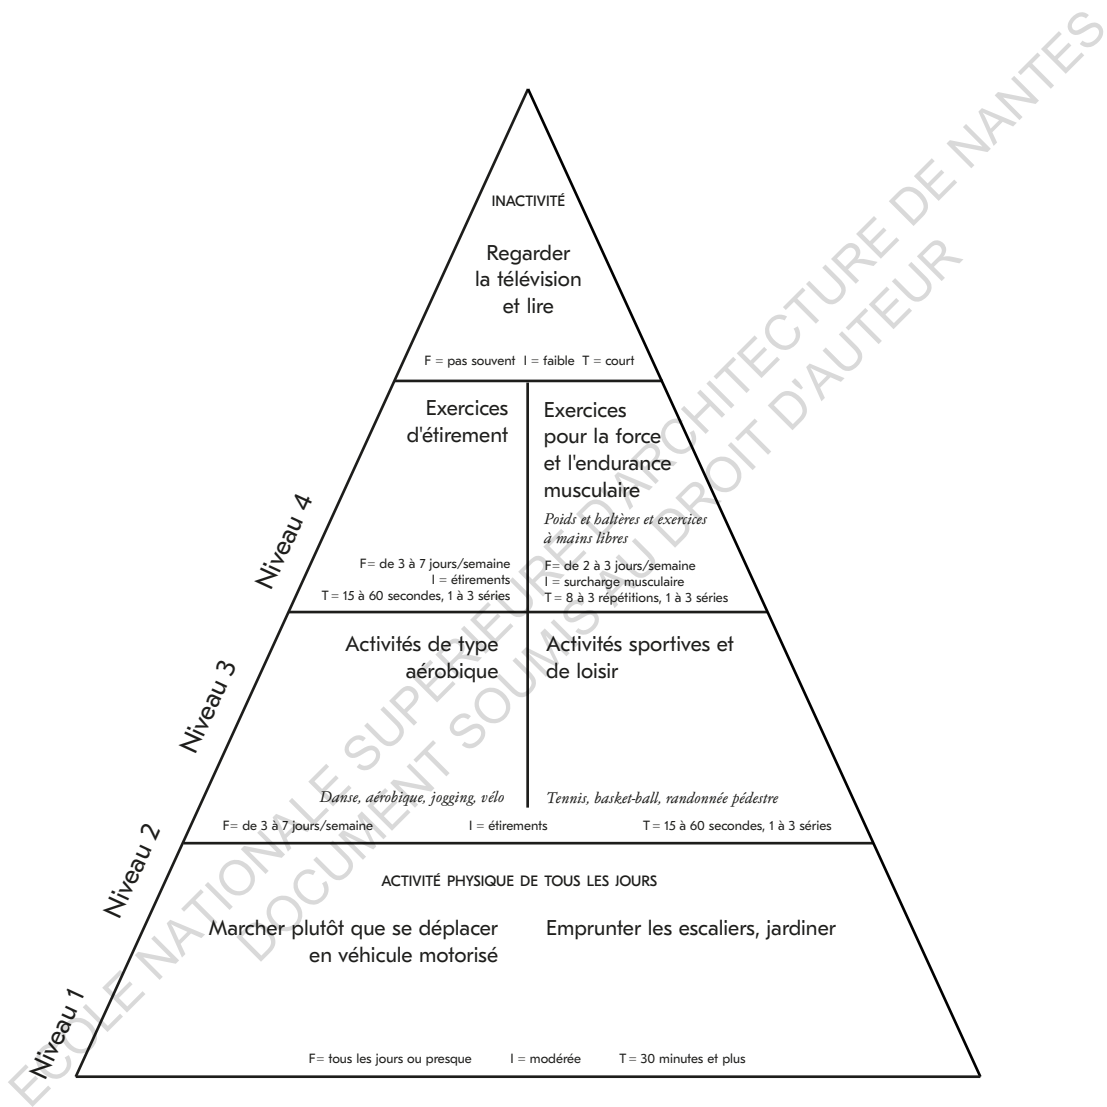 INACTIVITÉ
Regarder
la télévision
et lire
F = pas souvent I = faible T = court
Niveau 4
Exercices
d'étirement
F= de 3 à 7 jours/semaine
I = étirements
T = 15 à 60 secondes, 1 à 3 séries
Exercices
pour la force
et l'endurance
musculaire
Poids et haltères et exercices
à mains libres
F= de 2 à 3 jours/semaine
I = surcharge musculaire
T = 8 à 3 répétitions, 1 à 3 séries
Niveau 3
Activités de type
aérobique
Danse, aérobique, jogging, vélo
Activités sportives et
de loisir
Tennis, basket-ball, randonnée pédestre
F= de 3 à 7 jours/semaine I = étirements T = 15 à 60 secondes, 1 à 3 séries
Niveau 2
ACTIVITÉ PHYSIQUE DE TOUS LES JOURS
Marcher plutôt que se déplacer
en véhicule motorisé
Emprunter les escaliers, jardiner
Niveau 1
F= tous les jours ou presque I = modérée T = 30 minutes et plus
ECOLE NATIONALE SUPERIEURE D'ARCHITECTURE DE NANTES
DOCUMENT SOUMIS AU DROIT D'AUTEUR